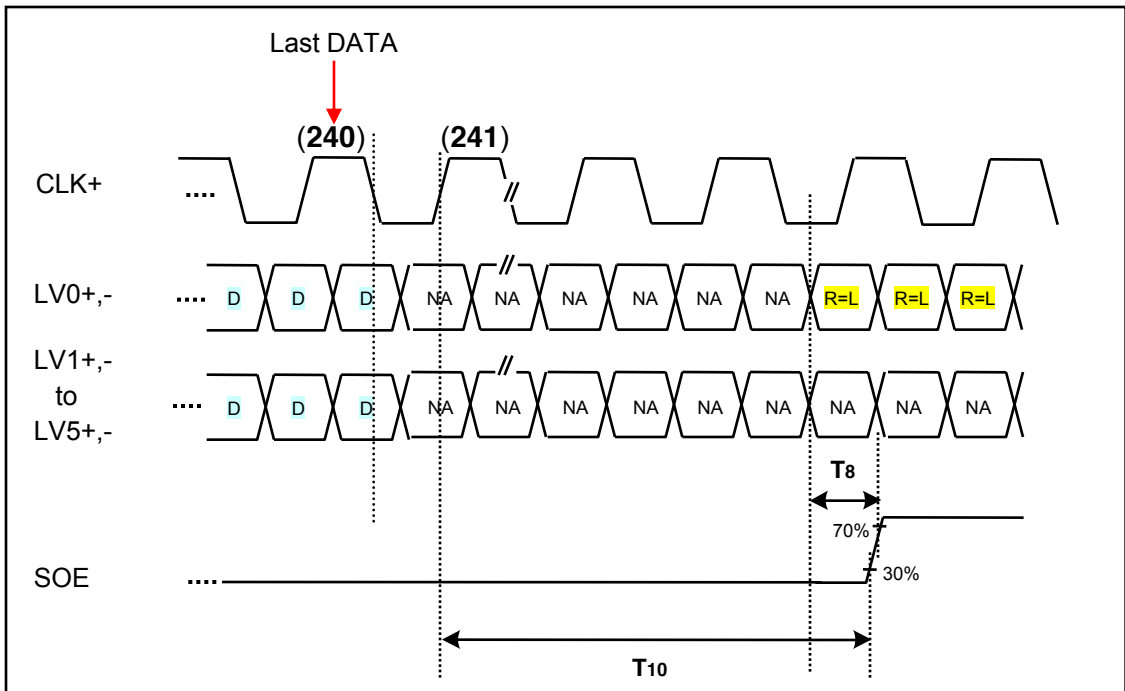 Last DATA
(240) (241)
CLK+ ....
LV0+,- .... D D D NA NA NA NA NA NA R=L R=L R=L
LV1+,-
to
LV5+,-
.... D D D NA NA NA NA NA NA NA NA NA
T8
70%
SOE ....
30%
T10